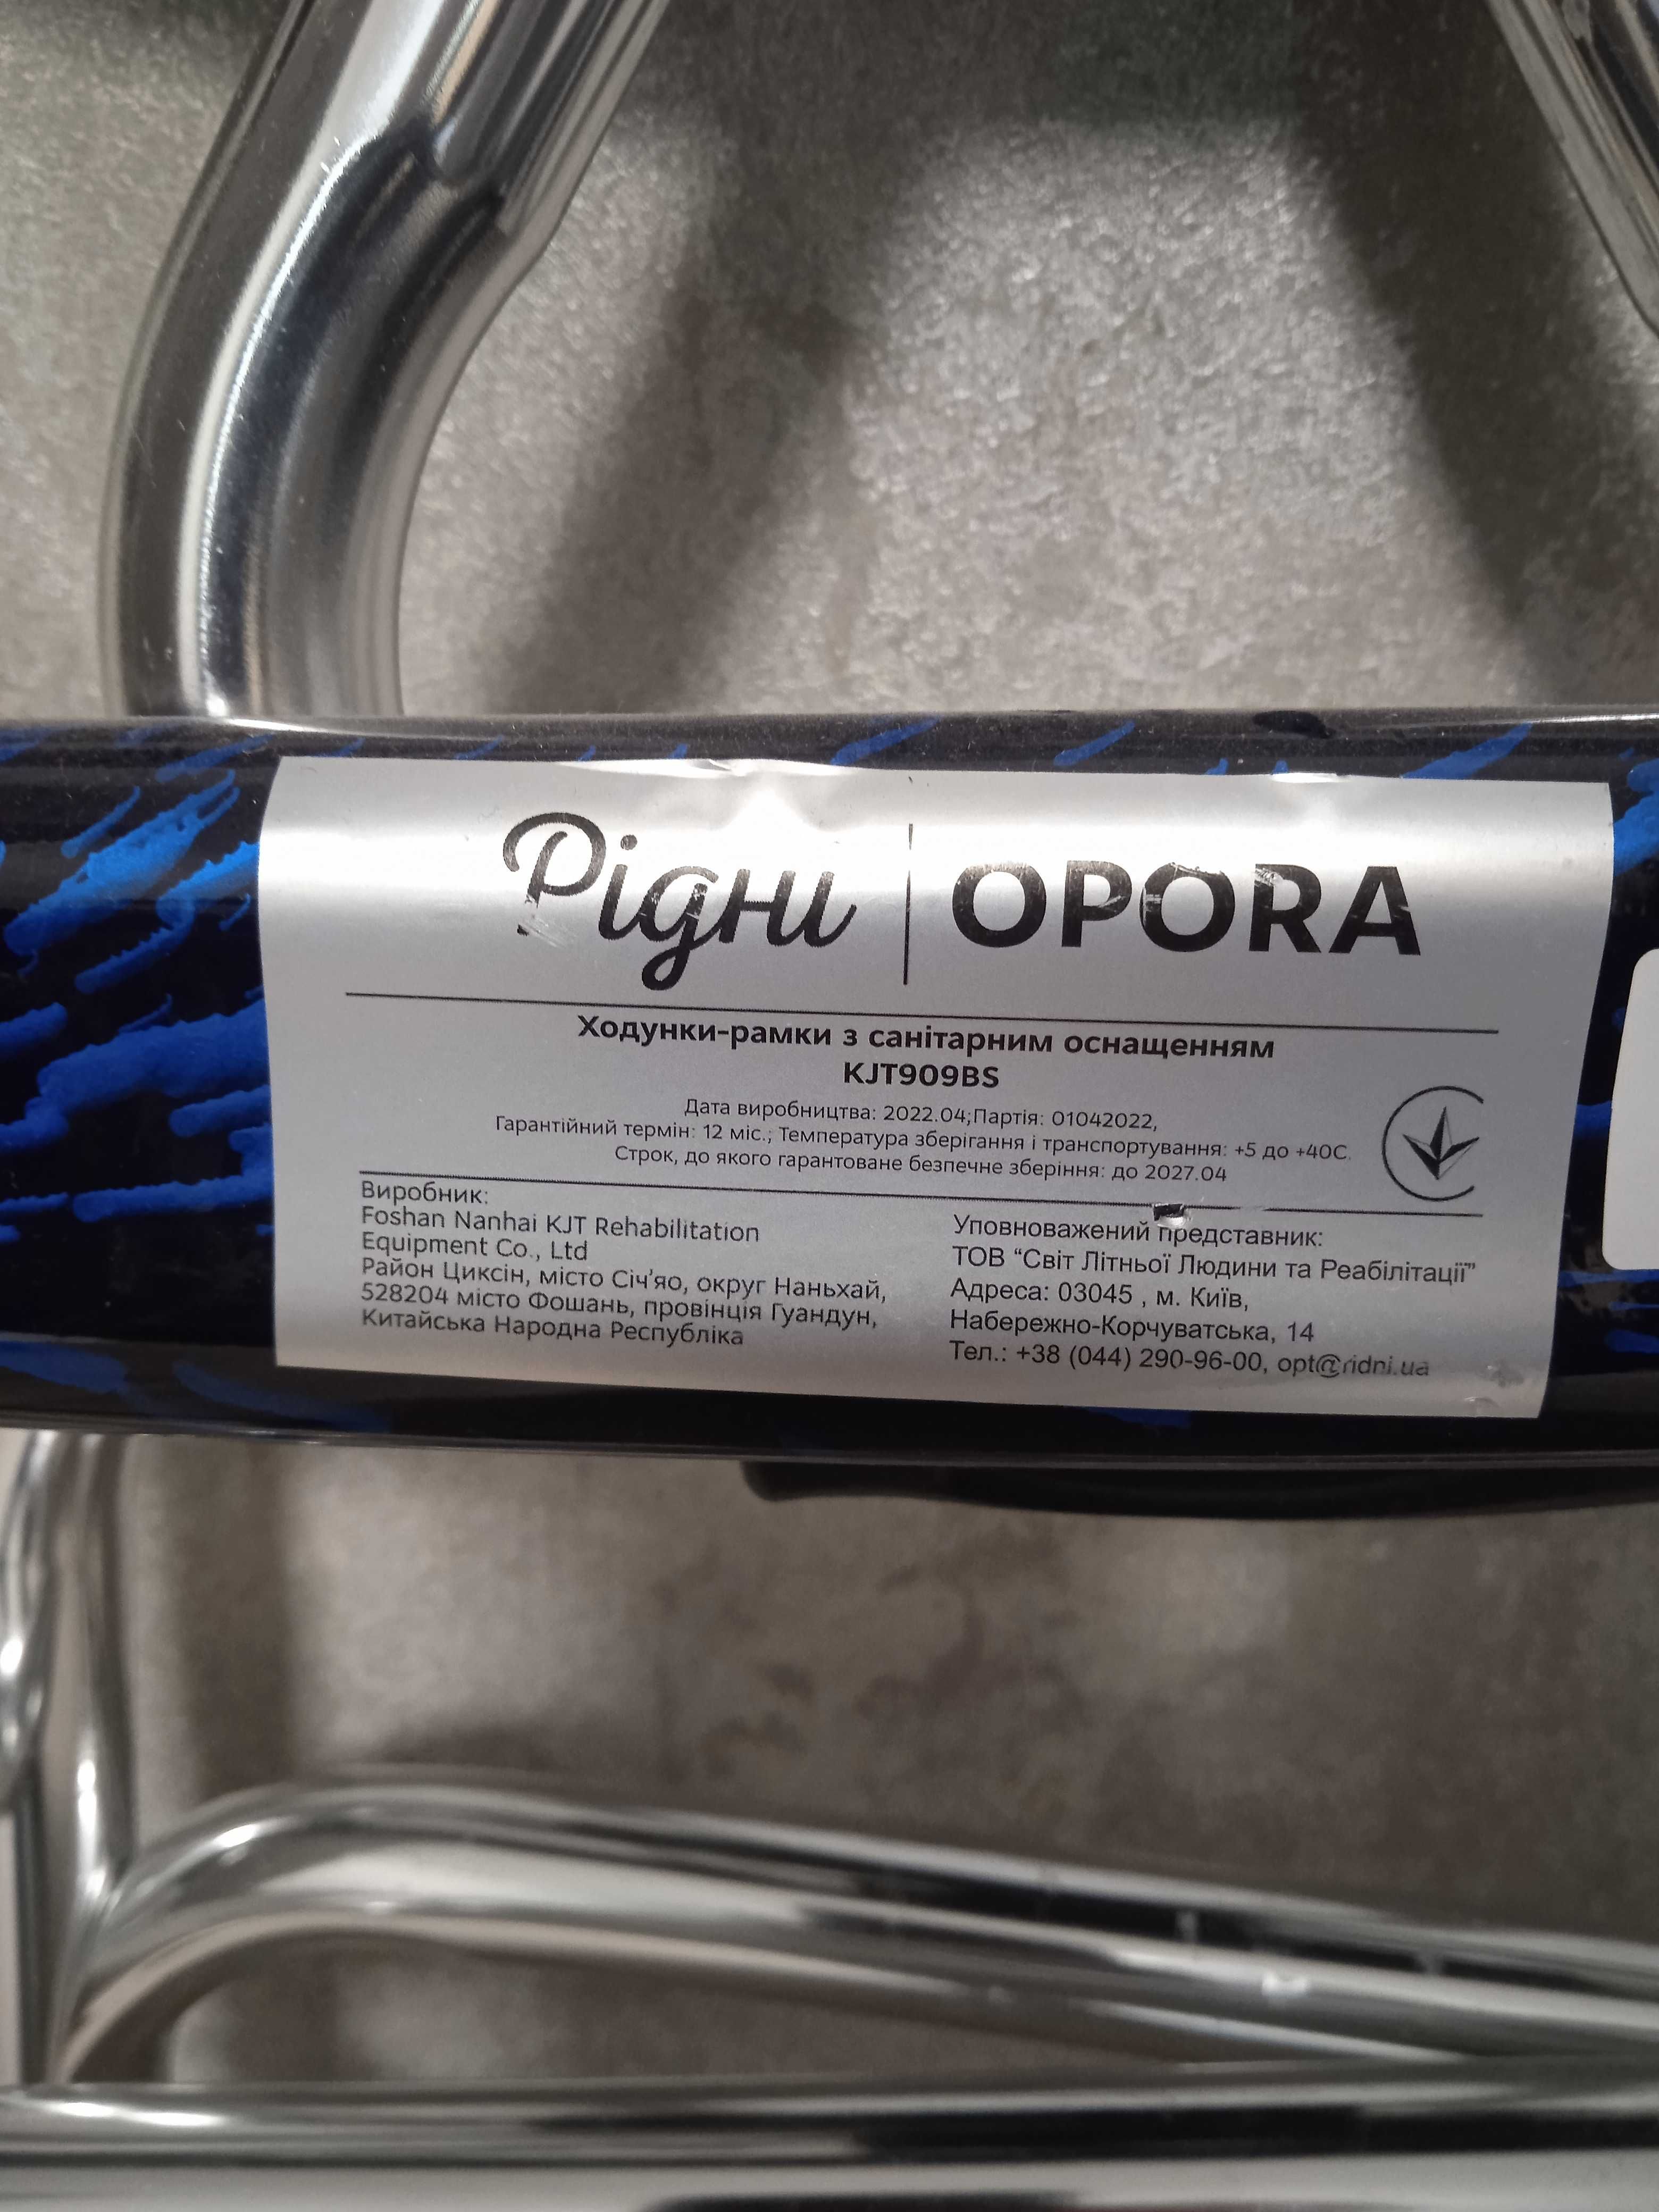 Рідні | OPORA
Ходунки-рамки з санітарним оснащенням
KJT909BS
Дата виробництва: 2022.04;Партія: 01042022,
Гарантійний термін: 12 міс.; Температура зберігання і транспортування: +5 до +40С.
Строк, до якого гарантоване безпечне зберіння: до 2027.04
Виробник:
Foshan Nanhai KJT Rehabilitation
Equipment Co., Ltd
Район Циксін, місто Січ’яо, округ Наньхай,
528204 місто Фошань, провінція Гуандун,
Китайська Народна Республіка
Уповноважений представник:
ТОВ “Світ Літньої Людини та Реабілітації”
Адреса: 03045 , м. Київ,
Набережно-Корчуватська, 14
Тел.: +38 (044) 290-96-00, opt@ridni.ua